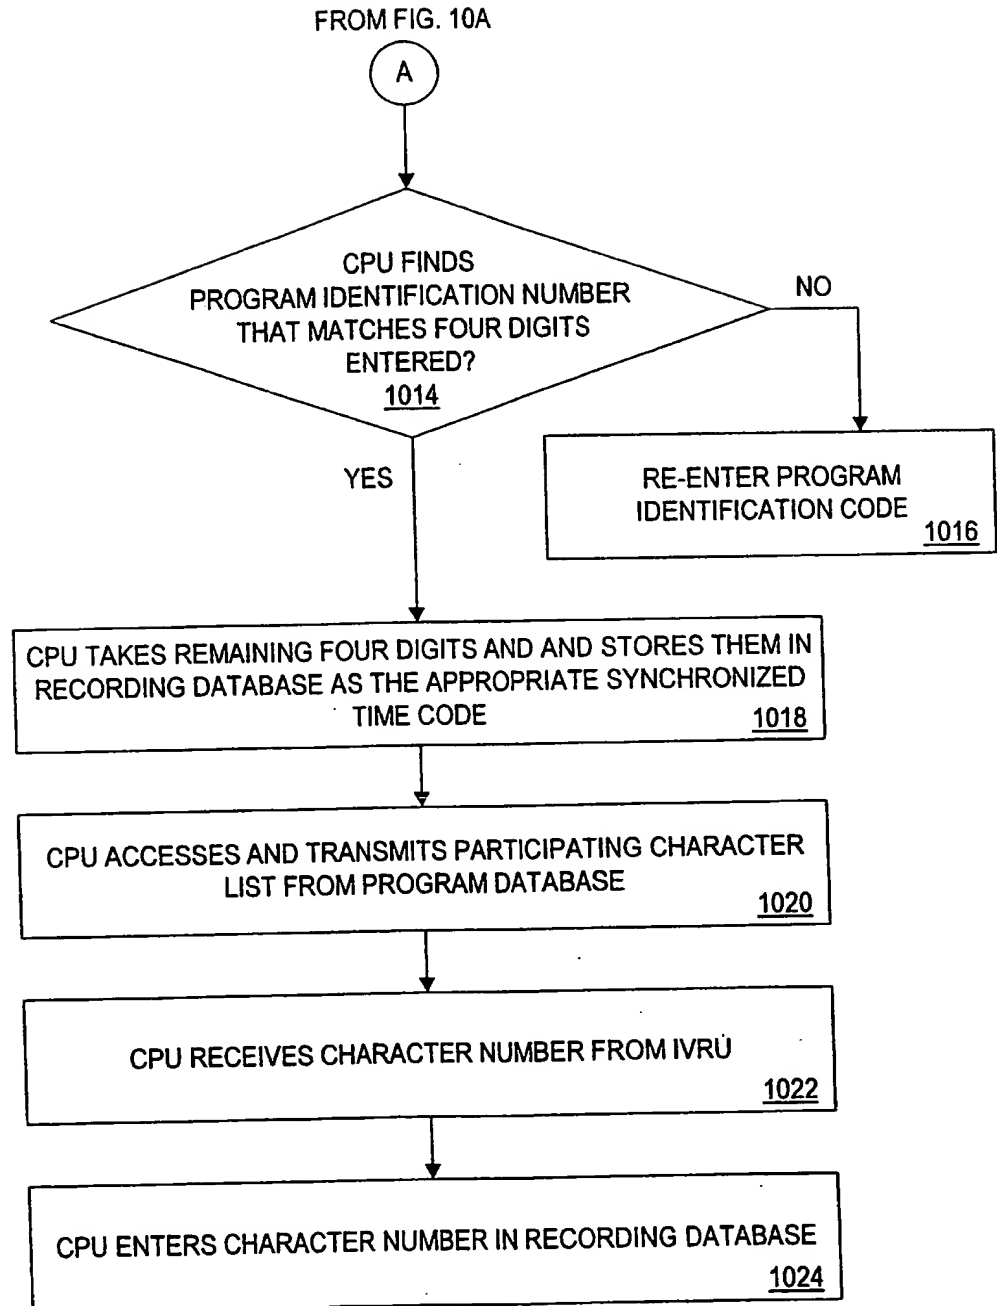 FROM FIG. 10A
A
CPU FINDS
PROGRAM IDENTIFICATION NUMBER
THAT MATCHES FOUR DIGITS
ENTERED?
1014
NO
YES
RE-ENTER PROGRAM
IDENTIFICATION CODE
1016
CPU TAKES REMAINING FOUR DIGITS AND AND STORES THEM IN
RECORDING DATABASE AS THE APPROPRIATE SYNCHRONIZED
TIME CODE
1018
CPU ACCESSES AND TRANSMITS PARTICIPATING CHARACTER
LIST FROM PROGRAM DATABASE
1020
CPU RECEIVES CHARACTER NUMBER FROM IVRU
1022
CPU ENTERS CHARACTER NUMBER IN RECORDING DATABASE
1024